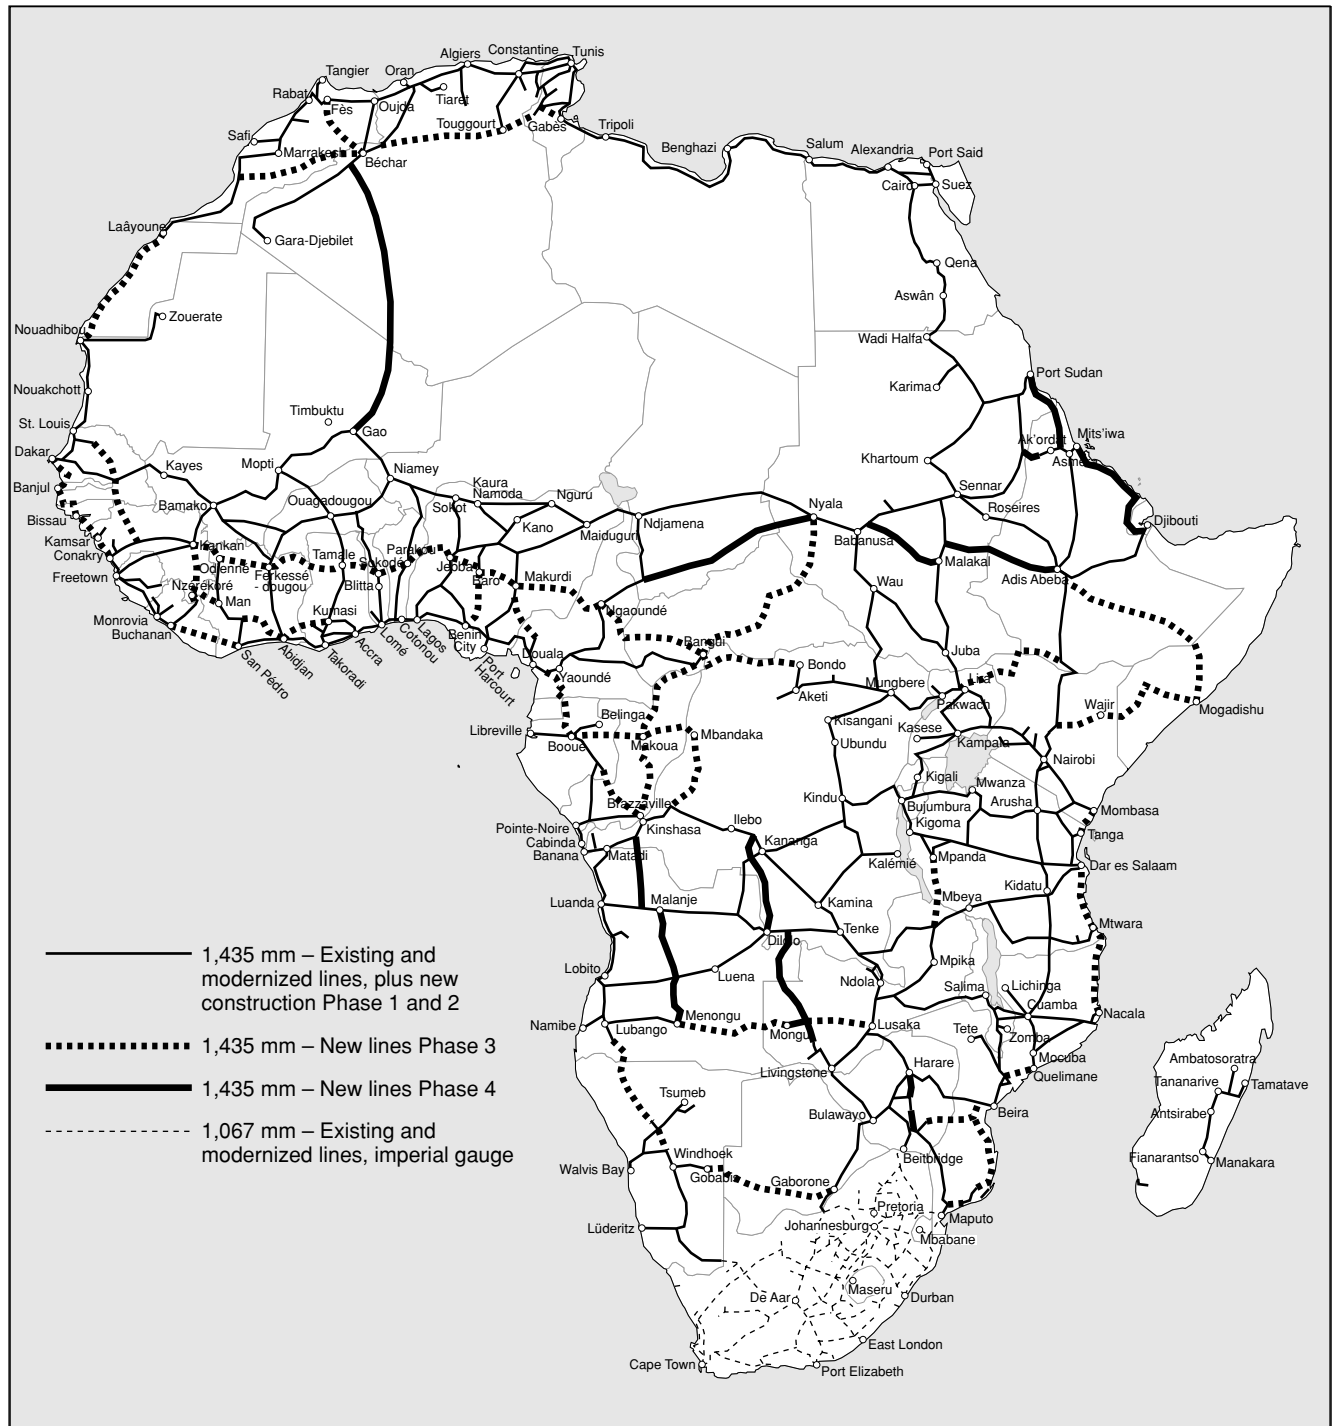 Algiers
Constantine
Tunis
Tangier
Oran
Rabat
Fès
Oujda
Tiaret
Touggourt
Gabès
Tripoli
Safi
Marrakesh
Béchar
Benghazi
Salum
Alexandria
Port Said
Cairo
Suez
Laâyoune
Gara-Djebilet
Qena
Aswân
Zouerate
Nouadhibou
Wadi Halfa
Nouakchott
Karima
Port Sudan
Timbuktu
St. Louis
Gao
Dakar
Kayes
Mopti
Niamey
Khartoum
Ak'ordat
Mits'iwa
Asmera
Banjul
Bamako
Ouagadougou
Kaura
Namoda
Sokot
Nguru
Nyala
Sennar
Roseires
Bissau
Kano
Maiduguri
Ndjamena
Babanusa
Djibouti
Kamsar
Conakry
Kankan
Odienne
Ferkessé
- dougou
Tamale
Sokodé
Parakou
Jebba
Baro
Makurdi
Malakal
Adis Abeba
Freetown
Nzérékoré
Man
Blitta
Kumasi
Ngaoundé
Wau
Monrovia
Buchanan
San Pédro
Abidjan
Takoradi
Accra
Lomé
Cotonou
Lagos
Benin
City
Port
Harcourt
Douala
Yaoundé
Bangui
Bondo
Aketi
Mungbere
Juba
Lira
Pakwach
Wajir
Mogadishu
Libreville
Belinga
Booué
Makoua
Mbandaka
Kisangani
Ubundu
Kasese
Kampala
Nairobi
Kigali
Mwanza
Kindu
Bujumbura
Kigoma
Arusha
Mombasa
Tanga
Brazzaville
Pointe-Noire
Cabinda
Banana
Matadi
Kinshasa
Ilebo
Kananga
Kalémié
Mpanda
Dar es Salaam
Kidatu
Mbeya
Luanda
Malanje
Kamina
Tenke
Mtwara
Dilolo
1,435 mm – Existing and
modernized lines, plus new
construction Phase 1 and 2
Lobito
Luena
Ndola
Mpika
Salima
Lichinga
Cuamba
Nacala
Namibe
Lubango
Menongu
Mongu
Lusaka
Tete
Zomba
Mocuba
Quelimane
1,435 mm – New lines Phase 3
Livingstone
Harare
Ambatosoratra
Tananarive
Tamatave
1,435 mm – New lines Phase 4
Tsumeb
Bulawayo
Beira
Antsirabe
1,067 mm – Existing and
modernized lines, imperial gauge
Walvis Bay
Windhoek
Gobabis
Gaborone
Beitbridge
Fianarantso
Manakara
Lüderitz
Pretoria
Johannesburg
Maputo
Mbabane
De Aar
Maseru
Durban
East London
Cape Town
Port Elizabeth